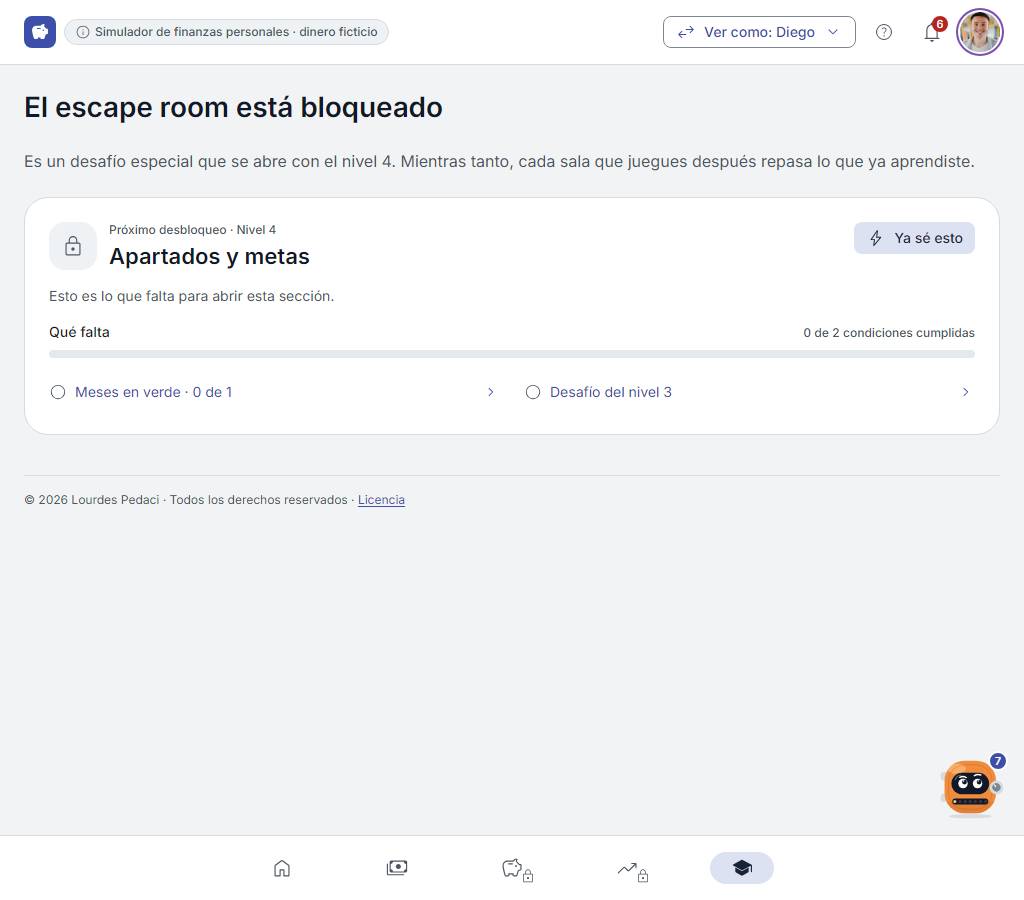 Simulador de finanzas personales · dinero ficticio
Ver como: Diego
6
El escape room está bloqueado
Es un desafío especial que se abre con el nivel 4. Mientras tanto, cada sala que juegues después repasa lo que ya aprendiste.
Próximo desbloqueo · Nivel 4
Apartados y metas
Ya sé esto
Esto es lo que falta para abrir esta sección.
Qué falta
0 de 2 condiciones cumplidas
Meses en verde · 0 de 1
Desafío del nivel 3
© 2026 Lourdes Pedaci · Todos los derechos reservados · Licencia
7